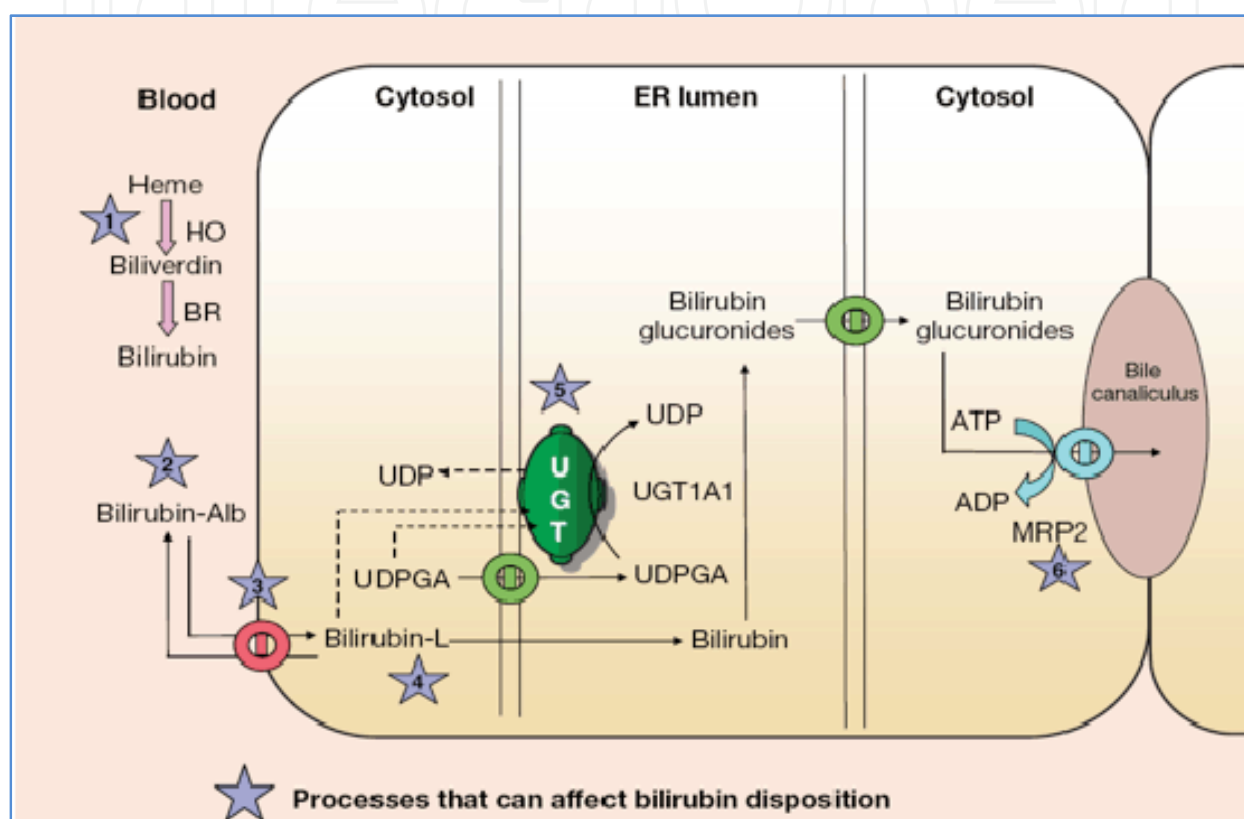 Blood
Cytosol
ER lumen
Cytosol
Heme
1
HO
Biliverdin
BR
Bilirubin
2
Bilirubin-Alb
3
Bilirubin-L
4
UDP
UDPGA
5
UGT
UDP
UGT1A1
UDPGA
Bilirubin
Bilirubin
glucuronides
Bilirubin
glucuronides
ATP
ADP
MRP2
6
Bile
canaliculus
Processes that can affect bilirubin disposition